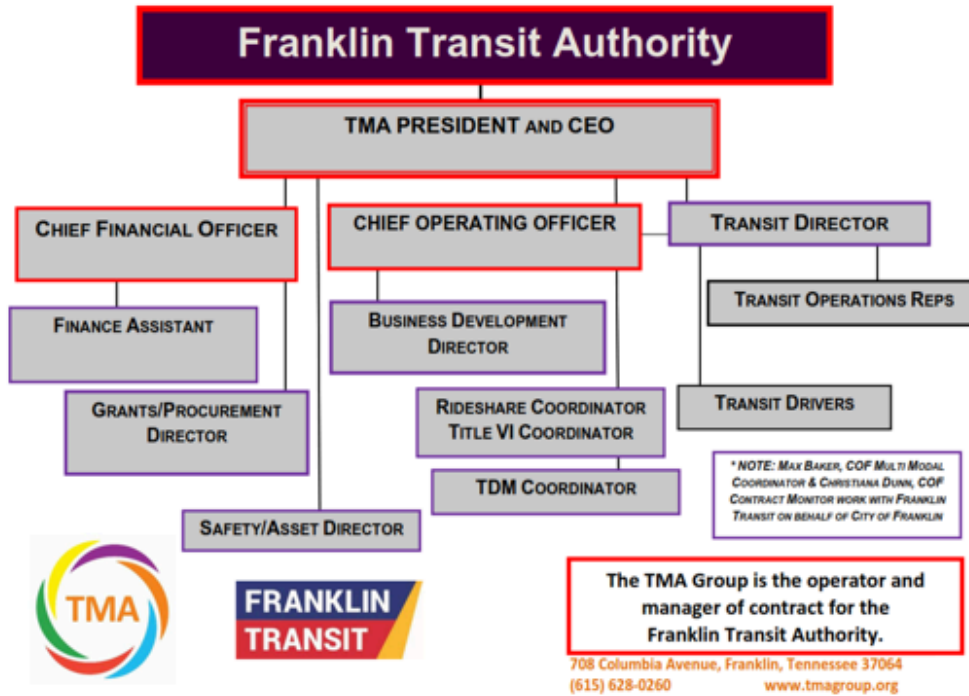 Franklin Transit Authority
TMA PRESIDENT AND CEO
CHIEF FINANCIAL OFFICER
CHIEF OPERATING OFFICER
TRANSIT DIRECTOR
FINANCE ASSISTANT
BUSINESS DEVELOPMENT
DIRECTOR
TRANSIT OPERATIONS REPS
GRANTS/PROCUREMENT
DIRECTOR
RIDESHARE COORDINATOR
TITLE VI COORDINATOR
TRANSIT DRIVERS
TDM COORDINATOR
* NOTE: MAX BAKER, COF MULTI MODAL
COORDINATOR & CHRISTIANA DUNN, COF
CONTRACT MONITOR WORK WITH FRANKLIN
TRANSIT ON BEHALF OF CITY OF FRANKLIN
SAFETY/ASSET DIRECTOR
TMA
FRANKLIN
TRANSIT
The TMA Group is the operator and
manager of contract for the
Franklin Transit Authority.
708 Columbia Avenue, Franklin, Tennessee 37064
(615) 628-0260 www.tmagroup.org